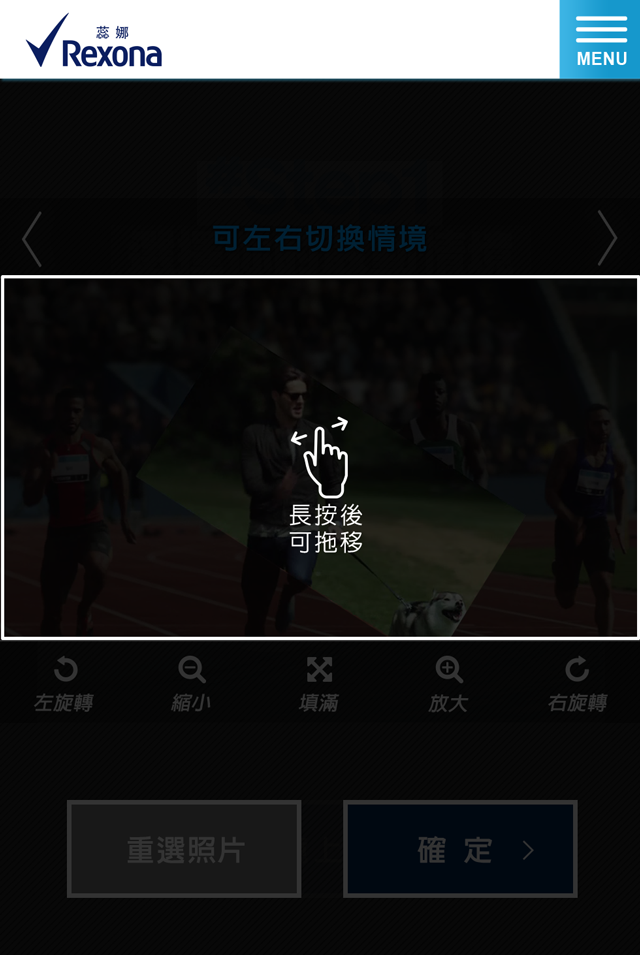 蕊娜
Rexona
MENU
可左右切換情境
長按後
可拖移
左旋轉
縮小
填滿
放大
右旋轉
重選照片
確定